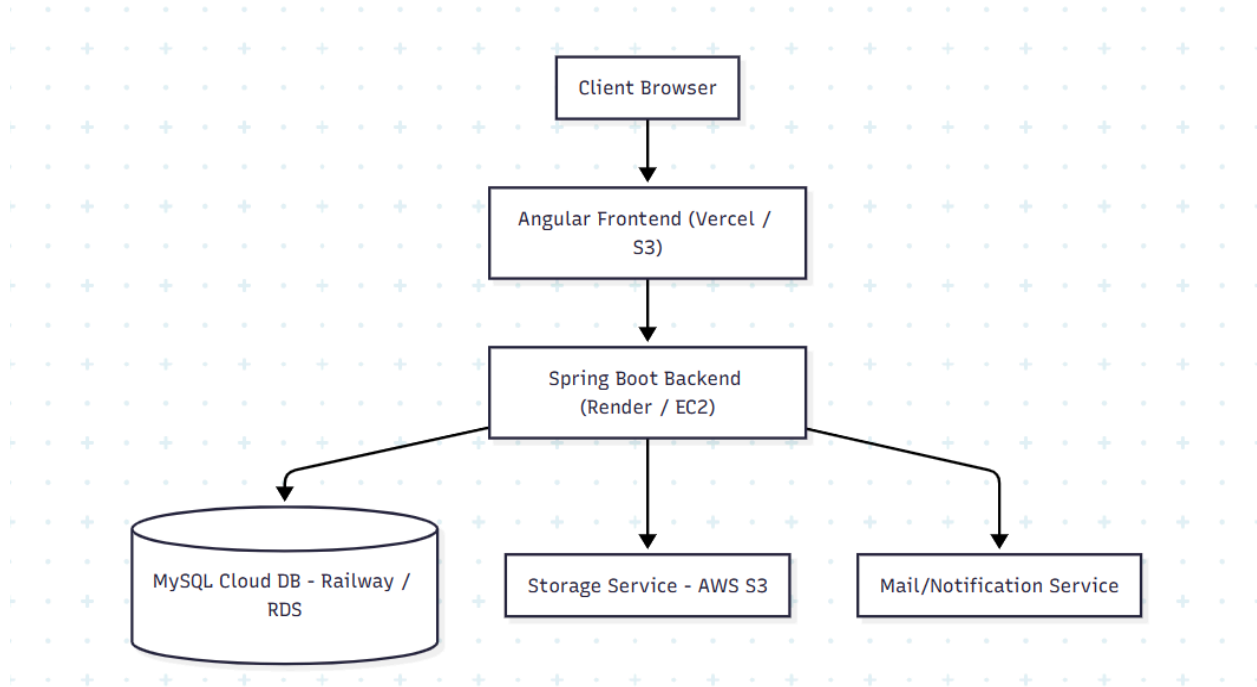 Client Browser
Angular Frontend (Vercel /
S3)
Spring Boot Backend
(Render / EC2)
MySQL Cloud DB - Railway /
RDS
Storage Service - AWS S3
Mail/Notification Service